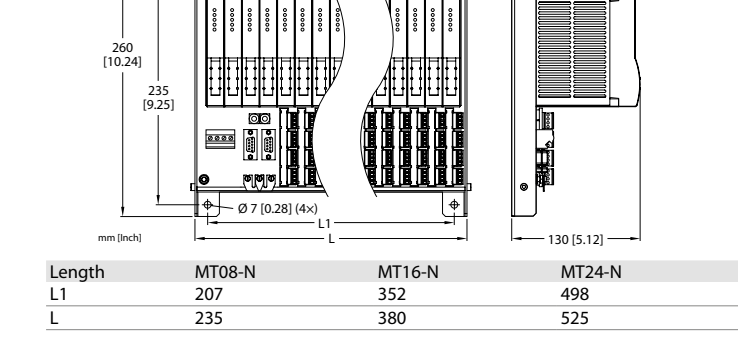 260
[10.24]
235
[9.25]
Ø 7 [0.28] (4×)
L1
mm [Inch]
L
130 [5.12]
Length MT08-N MT16-N MT24-N
L1 207 352 498
L 235 380 525